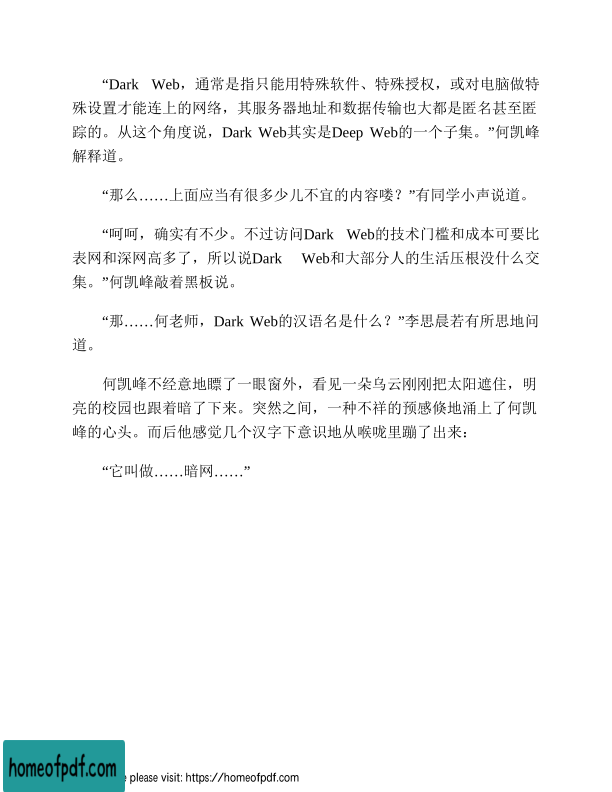 “Dark Web，通常是指只能用特殊软件、特殊授权，或对电脑做特
殊设置才能连上的网络，其服务器地址和数据传输也大都是匿名甚至匿
踪的。从这个角度说，Dark Web其实是Deep Web的一个子集。”何凯峰
解释道。
“那么……上面应当有很多少儿不宜的内容喽？”有同学小声说道。
“呵呵，确实有不少。不过访问Dark Web的技术门槛和成本可要比
表网和深网高多了，所以说Dark Web和大部分人的生活压根没什么交
集。”何凯峰敲着黑板说。
“那……何老师，Dark Web的汉语名是什么？”李思晨若有所思地问
道。
何凯峰不经意地瞟了一眼窗外，看见一朵乌云刚刚把太阳遮住，明
亮的校园也跟着暗了下来。突然之间，一种不祥的预感倏地涌上了何凯
峰的心头。而后他感觉几个汉字下意识地从喉咙里蹦了出来：
“它叫做……暗网……”
homeofpdf.com
e please visit: https://homeofpdf.com